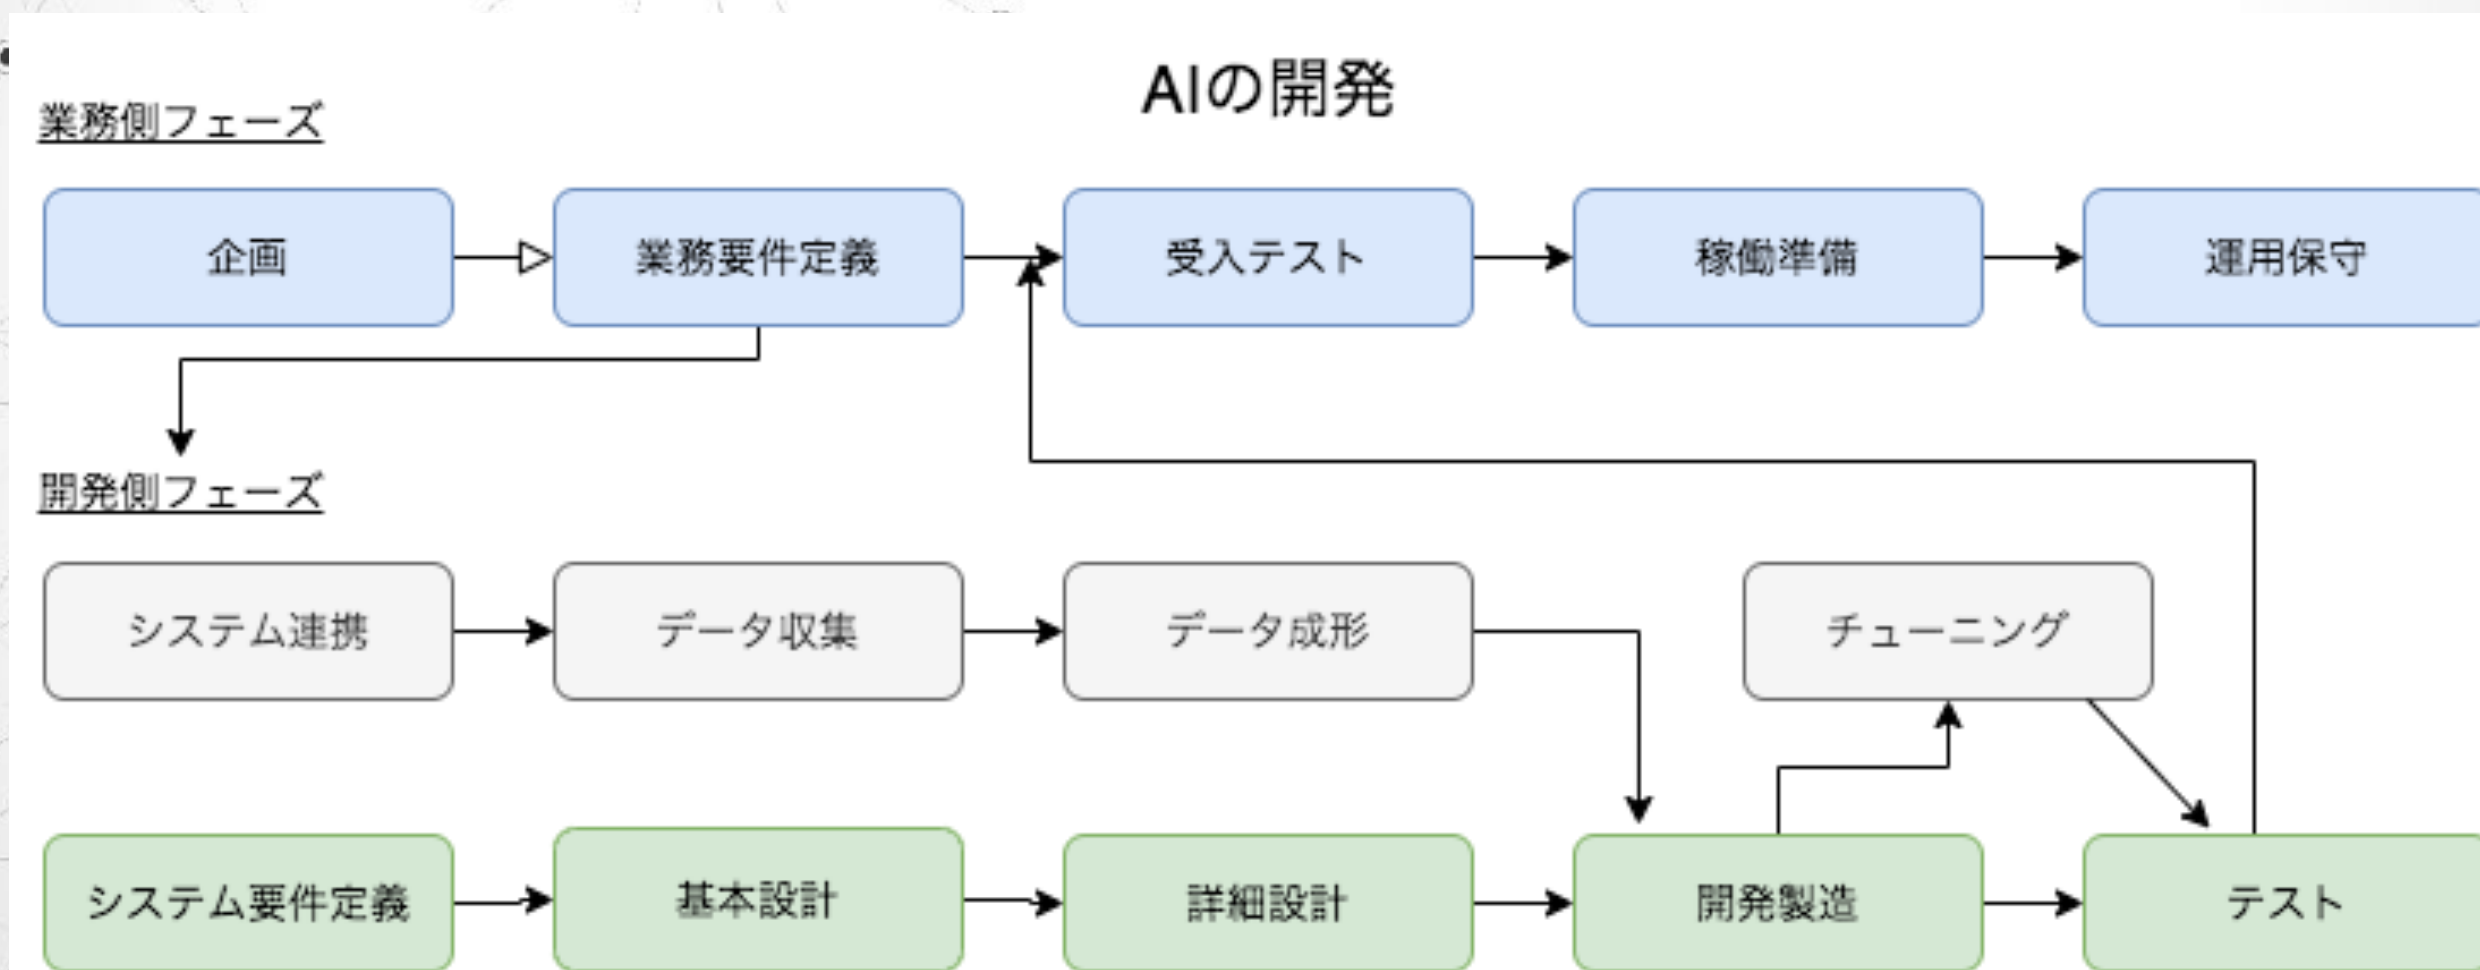 AIの開発
業務側フェーズ
企画
業務要件定義
受入テスト
稼働準備
運用保守
開発側フェーズ
システム連携
データ収集
データ成形
チューニング
システム要件定義
基本設計
詳細設計
開発製造
テスト